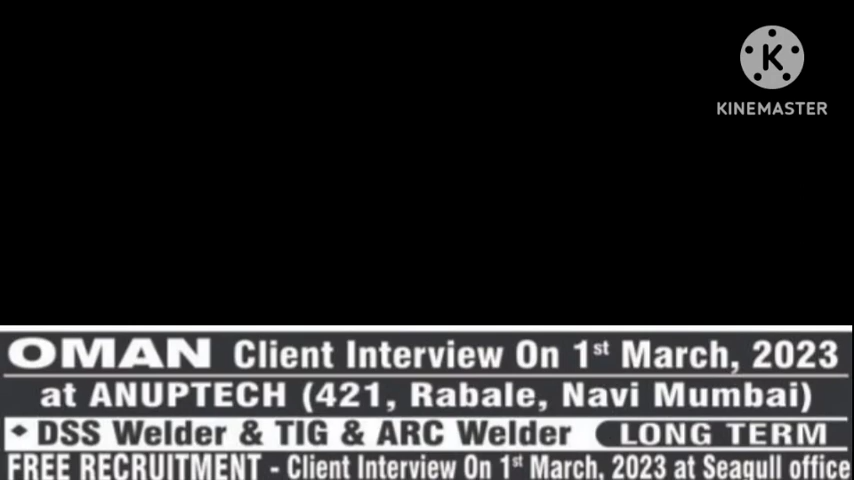 K
KINEMASTER
OMAN Client Interview On 1st March, 2023
at ANUPTECH (421, Rabale, Navi Mumbai)
DSS Welder & TIG & ARC Welder LONG TERM
FREE RECRUITMENT - Client Interview On 1st March, 2023 at Seagull office